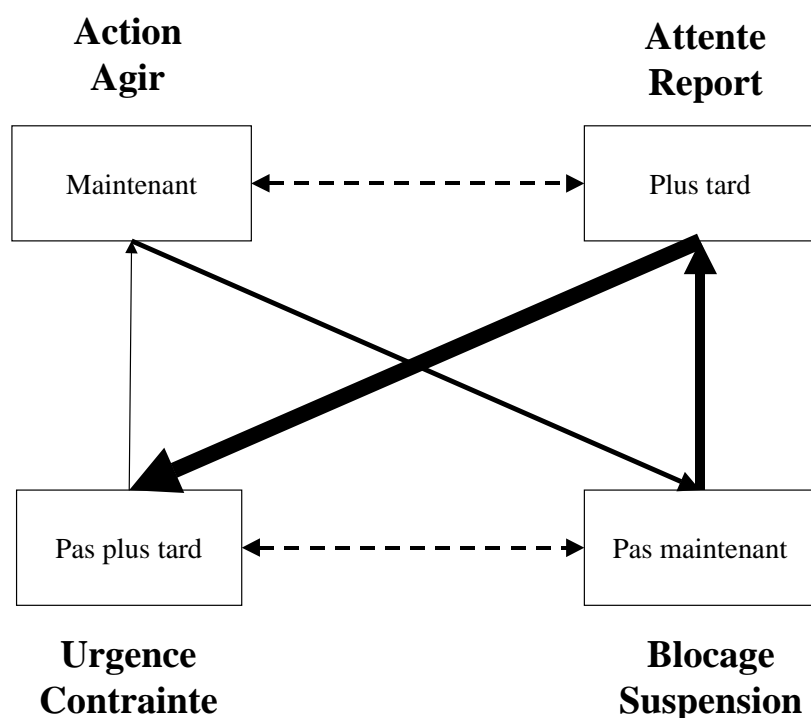 Action
Agir
Attente
Report
Maintenant
Plus tard
Pas plus tard
Pas maintenant
Urgence
Contrainte
Blocage
Suspension